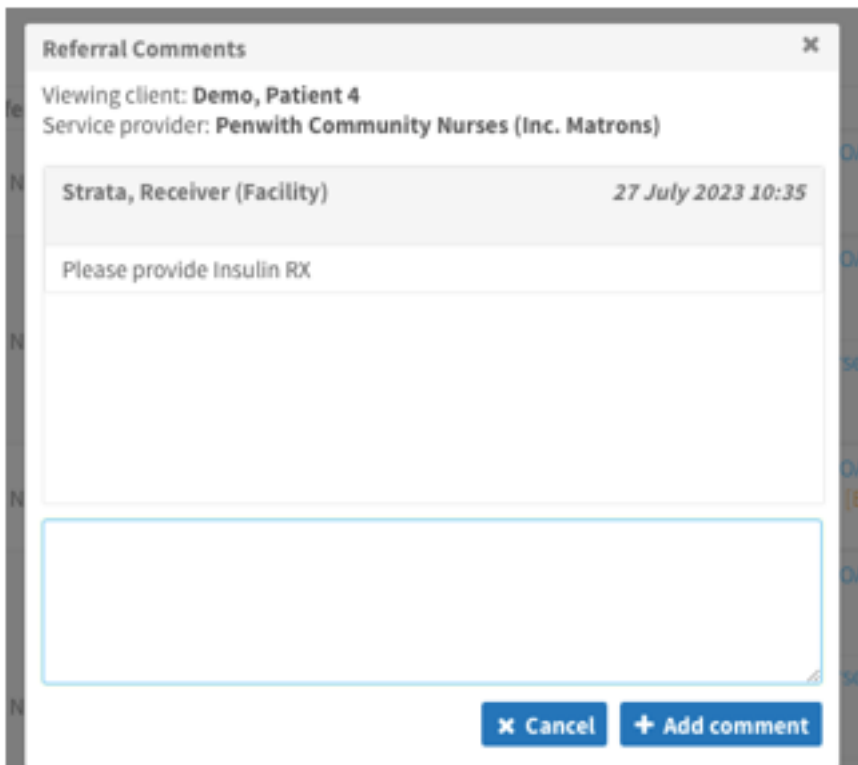 Referral Comments
Viewing client: Demo, Patient 4
Service provider: Penwith Community Nurses (Inc. Matrons)
Strata, Receiver (Facility) 27 July 2023 10:35
Please provide Insulin RX
Cancel Add comment